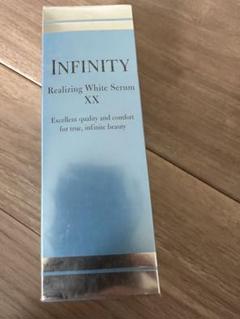 INFINITY
Realizing White Serum
XX
Excellent quality and comfort
for true, infinite beauty